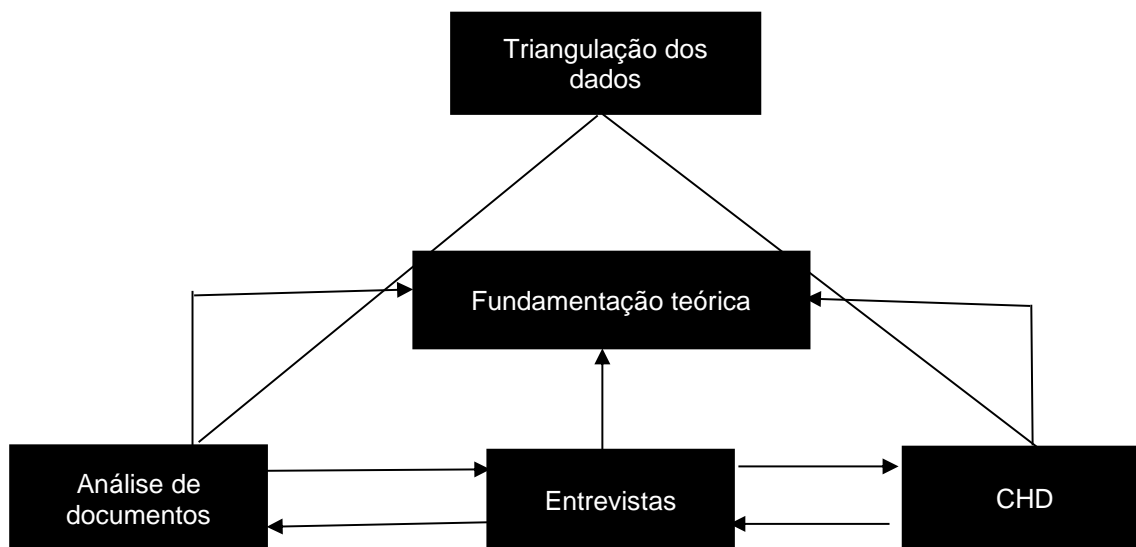 Triangulação dos
dados
Fundamentação teórica
Análise de
documentos
Entrevistas
CHD